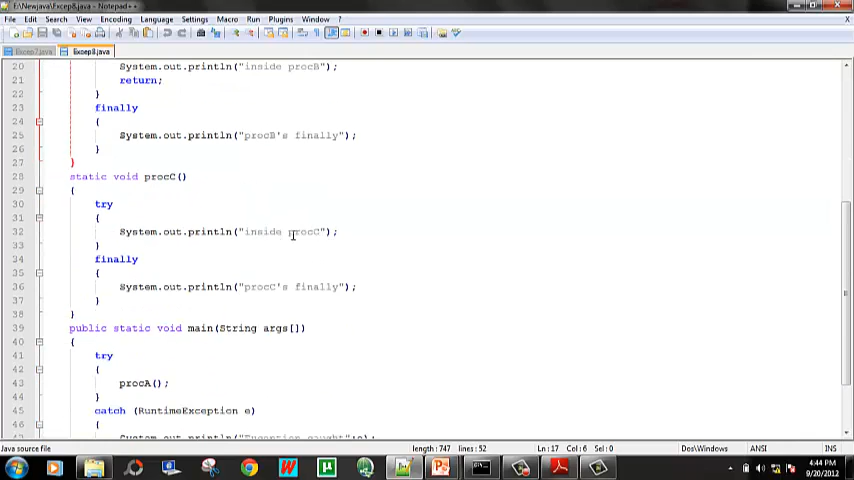 E:\Newjava\Excep8.java - Notepad++
File Edit Search View Encoding Language Settings Macro Run Plugins Window ?
Excep7.java Excep8.java
20 System.out.println("inside procB");
21 return;
22 }
23 finally
24 {
25 System.out.println("procB's finally");
26 }
27 }
28 static void procC()
29 {
30 try
31 {
32 System.out.println("inside procC");
33 }
34 finally
35 {
36 System.out.println("procC's finally");
37 }
38 }
39 public static void main(String args[])
40 {
41 try
42 {
43 procA();
44 }
45 catch (RuntimeException e)
46 {
System.out.println("Exception caught"+e);
Java source file length : 747 lines : 52 Ln : 17 Col : 6 Sel : 0 Dos\Windows ANSI INS
4:44 PM
9/20/2012